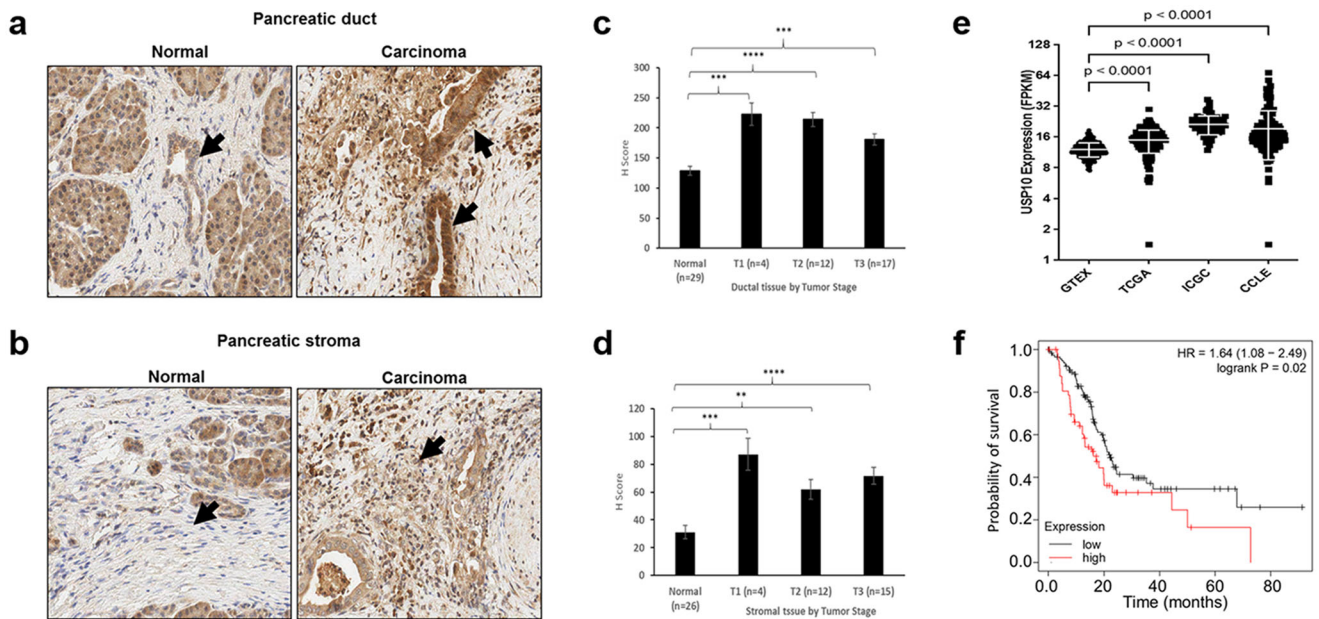 a
Pancreatic duct
Normal
Carcinoma
b
Pancreatic stroma
Normal
Carcinoma
c
***
****
***
300
250
200
150
100
50
0
H Score
Normal
(n=29)
T1 (n=4)
T2 (n=12)
T3 (n=17)
Ductal tissue by Tumor Stage
d
****
**
***
120
100
80
60
40
20
0
H Score
Normal
(n=26)
T1 (n=4)
T2 (n=12)
T3 (n=15)
Stromal tssue by Tumor Stage
e
p < 0.0001
p < 0.0001
p < 0.0001
128
64
32
16
8
4
2
1
USP10 Expression (FPKM)
GTEX
TCGA
ICGC
CCLE
f
HR = 1.64 (1.08 − 2.49)
logrank P = 0.02
1.0
0.8
0.6
0.4
0.2
0.0
Probability of survival
Expression
low
high
0
20
40
60
80
Time (months)